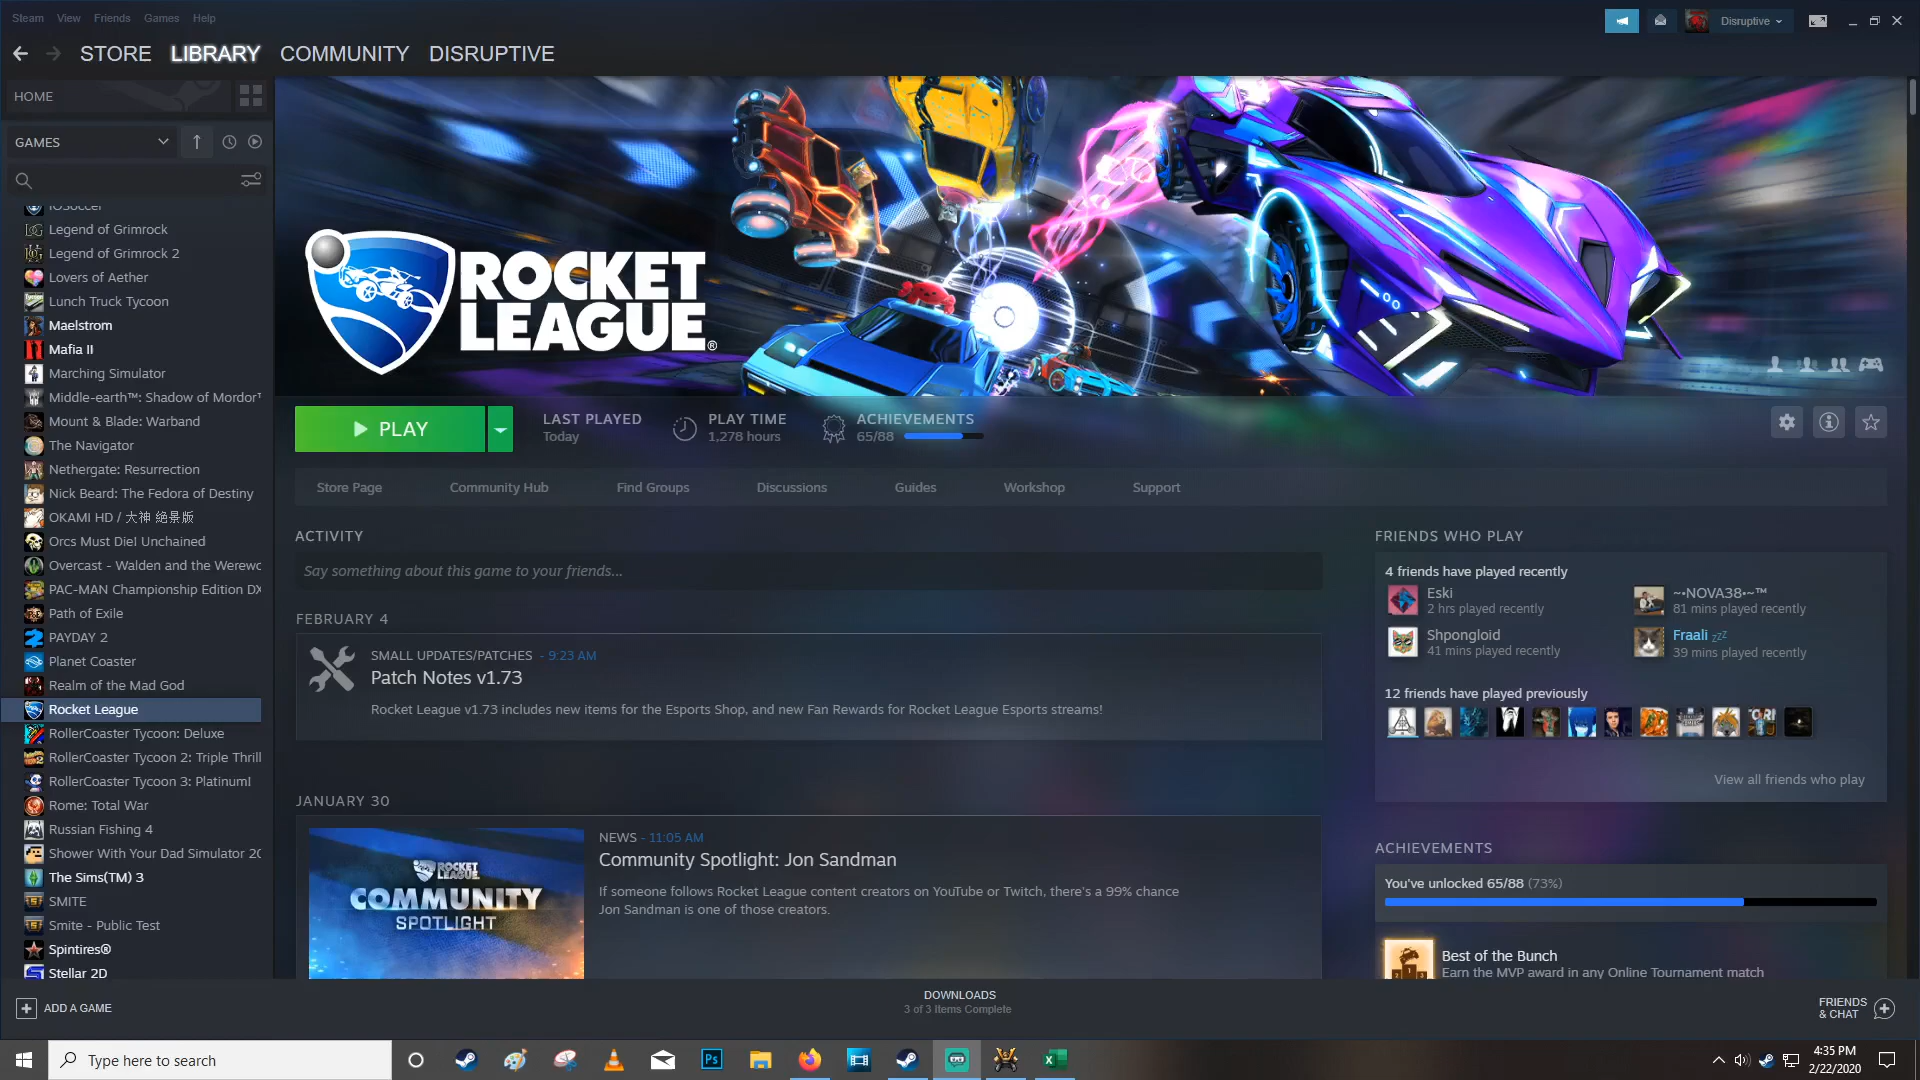 Steam View Friends Games Help
Disruptive
STORE LIBRARY COMMUNITY DISRUPTIVE
HOME
GAMES
IOSoccer
Legend of Grimrock
Legend of Grimrock 2
Lovers of Aether
Lunch Truck Tycoon
Maelstrom
Mafia II
Marching Simulator
Middle-earth™: Shadow of Mordor™
Mount & Blade: Warband
The Navigator
Nethergate: Resurrection
Nick Beard: The Fedora of Destiny
OKAMI HD / 大神 绝景版
Orcs Must Die! Unchained
Overcast - Walden and the Werewo
PAC-MAN Championship Edition DX
Path of Exile
PAYDAY 2
Planet Coaster
Realm of the Mad God
Rocket League
RollerCoaster Tycoon: Deluxe
RollerCoaster Tycoon 2: Triple Thrill
RollerCoaster Tycoon 3: Platinum!
Rome: Total War
Russian Fishing 4
Shower With Your Dad Simulator 20
The Sims(TM) 3
SMITE
Smite - Public Test
Spintires®
Stellar 2D
ADD A GAME
ROCKET
LEAGUE®
PLAY
LAST PLAYED
Today
PLAY TIME
1,278 hours
ACHIEVEMENTS
65/88
Store Page Community Hub Find Groups Discussions Guides Workshop Support
ACTIVITY
Say something about this game to your friends...
FEBRUARY 4
SMALL UPDATES/PATCHES - 9:23 AM
Patch Notes v1.73
Rocket League v1.73 includes new items for the Esports Shop, and new Fan Rewards for Rocket League Esports streams!
JANUARY 30
ROCKET
LEAGUE
COMMUNITY
SPOTLIGHT
NEWS - 11:05 AM
Community Spotlight: Jon Sandman
If someone follows Rocket League content creators on YouTube or Twitch, there's a 99% chance
Jon Sandman is one of those creators.
FRIENDS WHO PLAY
4 friends have played recently
Eski
2 hrs played recently
~•NOVA38•~™
81 mins played recently
Shpongloid
41 mins played recently
Fraali zzz
39 mins played recently
12 friends have played previously
View all friends who play
ACHIEVEMENTS
You've unlocked 65/88 (73%)
Best of the Bunch
Earn the MVP award in any Online Tournament match
DOWNLOADS
3 of 3 Items Complete
FRIENDS
& CHAT
Type here to search
Ps
4:35 PM
2/22/2020